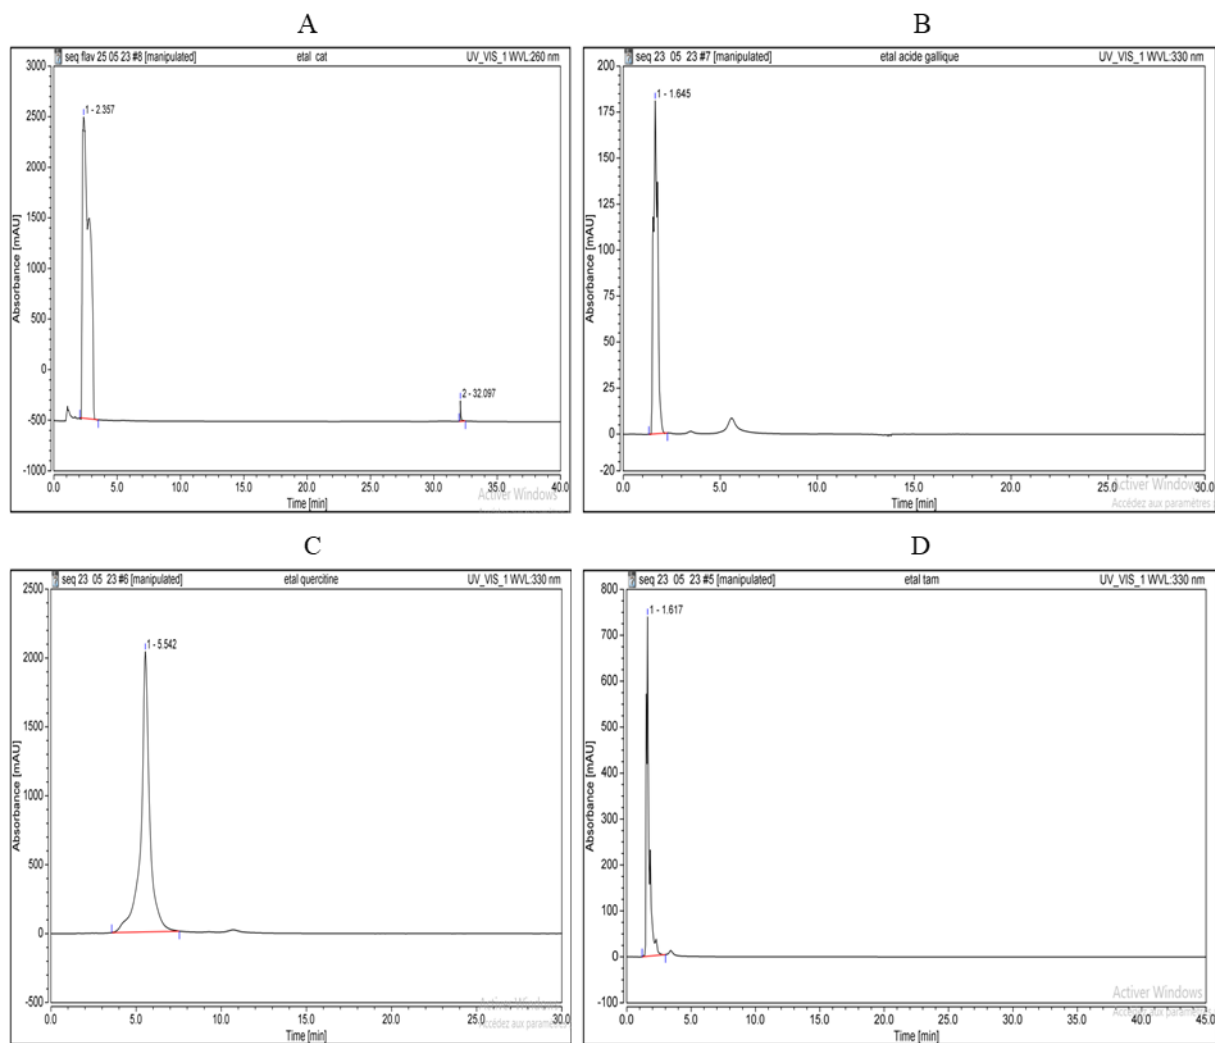 A
seq flav 25 05 23 #8 [manipulated] etal cat UV_VIS_1 WVL:260 nm
3000
2500
2000
1500
1000
500
0
-500
-1000
Absorbance [mAU]
1 - 2.357
2 - 32.097
0.0 5.0 10.0 15.0 20.0 25.0 30.0 35.0 40.0
Time [min]
Activer Windows
B
seq 23 05 23 #7 [manipulated] etal acide gallique UV_VIS_1 WVL:330 nm
200
175
150
125
100
75
50
25
0
-20
Absorbance [mAU]
1 - 1.645
0.0 5.0 10.0 15.0 20.0 25.0 30.0
Time [min]
Activer Windows
Accédez aux paramètres
C
seq 23 05 23 #6 [manipulated] etal quercitine UV_VIS_1 WVL:330 nm
2500
2000
1500
1000
500
0
-500
Absorbance [mAU]
1 - 5.542
0.0 5.0 10.0 15.0 20.0 25.0 30.0
Time [min]
Activer Windows
Accédez aux paramètres
D
seq 23 05 23 #5 [manipulated] etal tam UV_VIS_1 WVL:330 nm
800
700
600
500
400
300
200
100
0
-100
Absorbance [mAU]
1 - 1.617
0.0 5.0 10.0 15.0 20.0 25.0 30.0 35.0 40.0 45.0
Time [min]
Activer Windows
Accédez aux paramètres